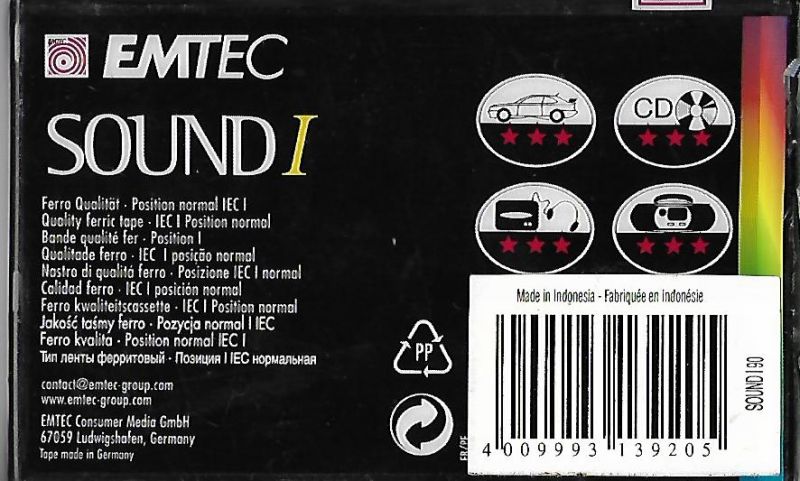 EMTEC
SOUND I
CD
Ferro Qualität · Position normal IEC I
Quality ferric tape · IEC I Position normal
Bande qualité fer · Position I
Qualitade ferro · IEC I posição normal
Nastro di qualitá ferro · Posizione IEC I normal
Calidad ferro · IEC I posición normal
Ferro kwaliteitscassette · IEC I Position normal
Jakość taśmy ferro · Pozycja normal I IEC
Ferro kvalita · Position normal IEC I
Тип ленты ферритовый · Позиция I IEC нормальная
contact@emtec-group.com
www.emtec-group.com
EMTEC Consumer Media GmbH
67059 Ludwigshafen, Germany
Tape made in Germany
PP
Made in Indonesia - Fabriquée en Indonésie
SOUND I 90
4 009993 139205